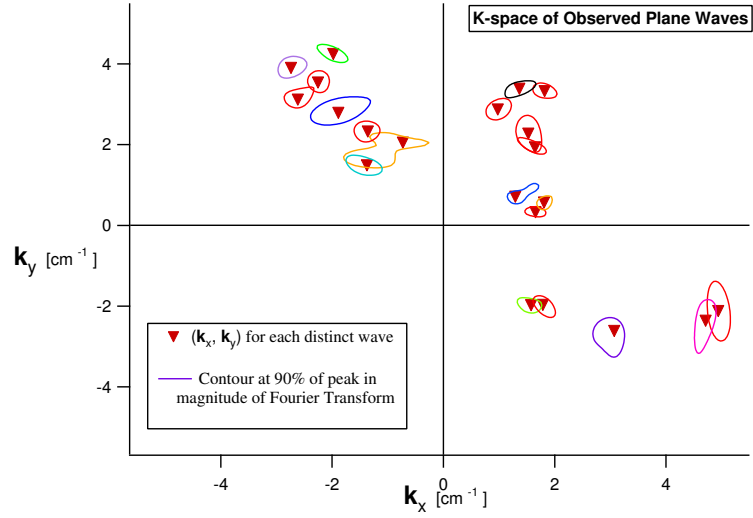 K-space of Observed Plane Waves
4
2
0
-2
-4
k_y [cm⁻¹]
(k_x, k_y) for each distinct wave
Contour at 90% of peak in
magnitude of Fourier Transform
-4 -2 0 2 4
k_x [cm⁻¹]